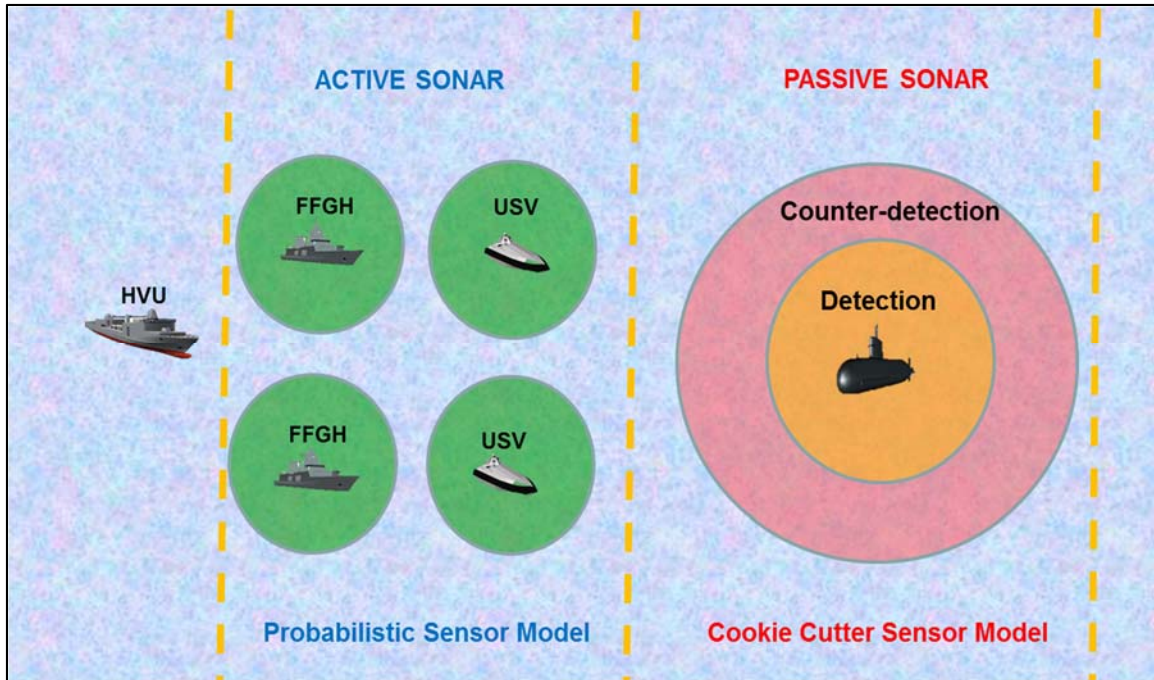 ACTIVE SONAR
PASSIVE SONAR
FFGH
USV
Counter-detection
HVU
Detection
FFGH
USV
Probabilistic Sensor Model
Cookie Cutter Sensor Model